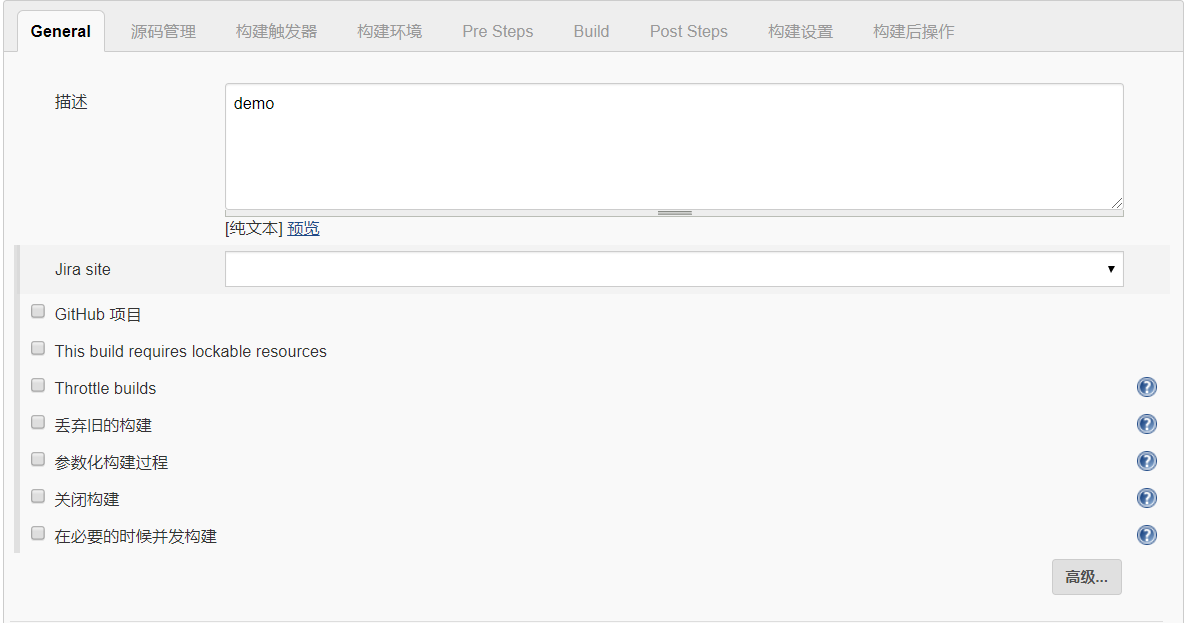 General 源码管理 构建触发器 构建环境 Pre Steps Build Post Steps 构建设置 构建后操作
描述
demo
[纯文本] 预览
Jira site
GitHub 项目
This build requires lockable resources
Throttle builds
丢弃旧的构建
参数化构建过程
关闭构建
在必要的时候并发构建
高级...